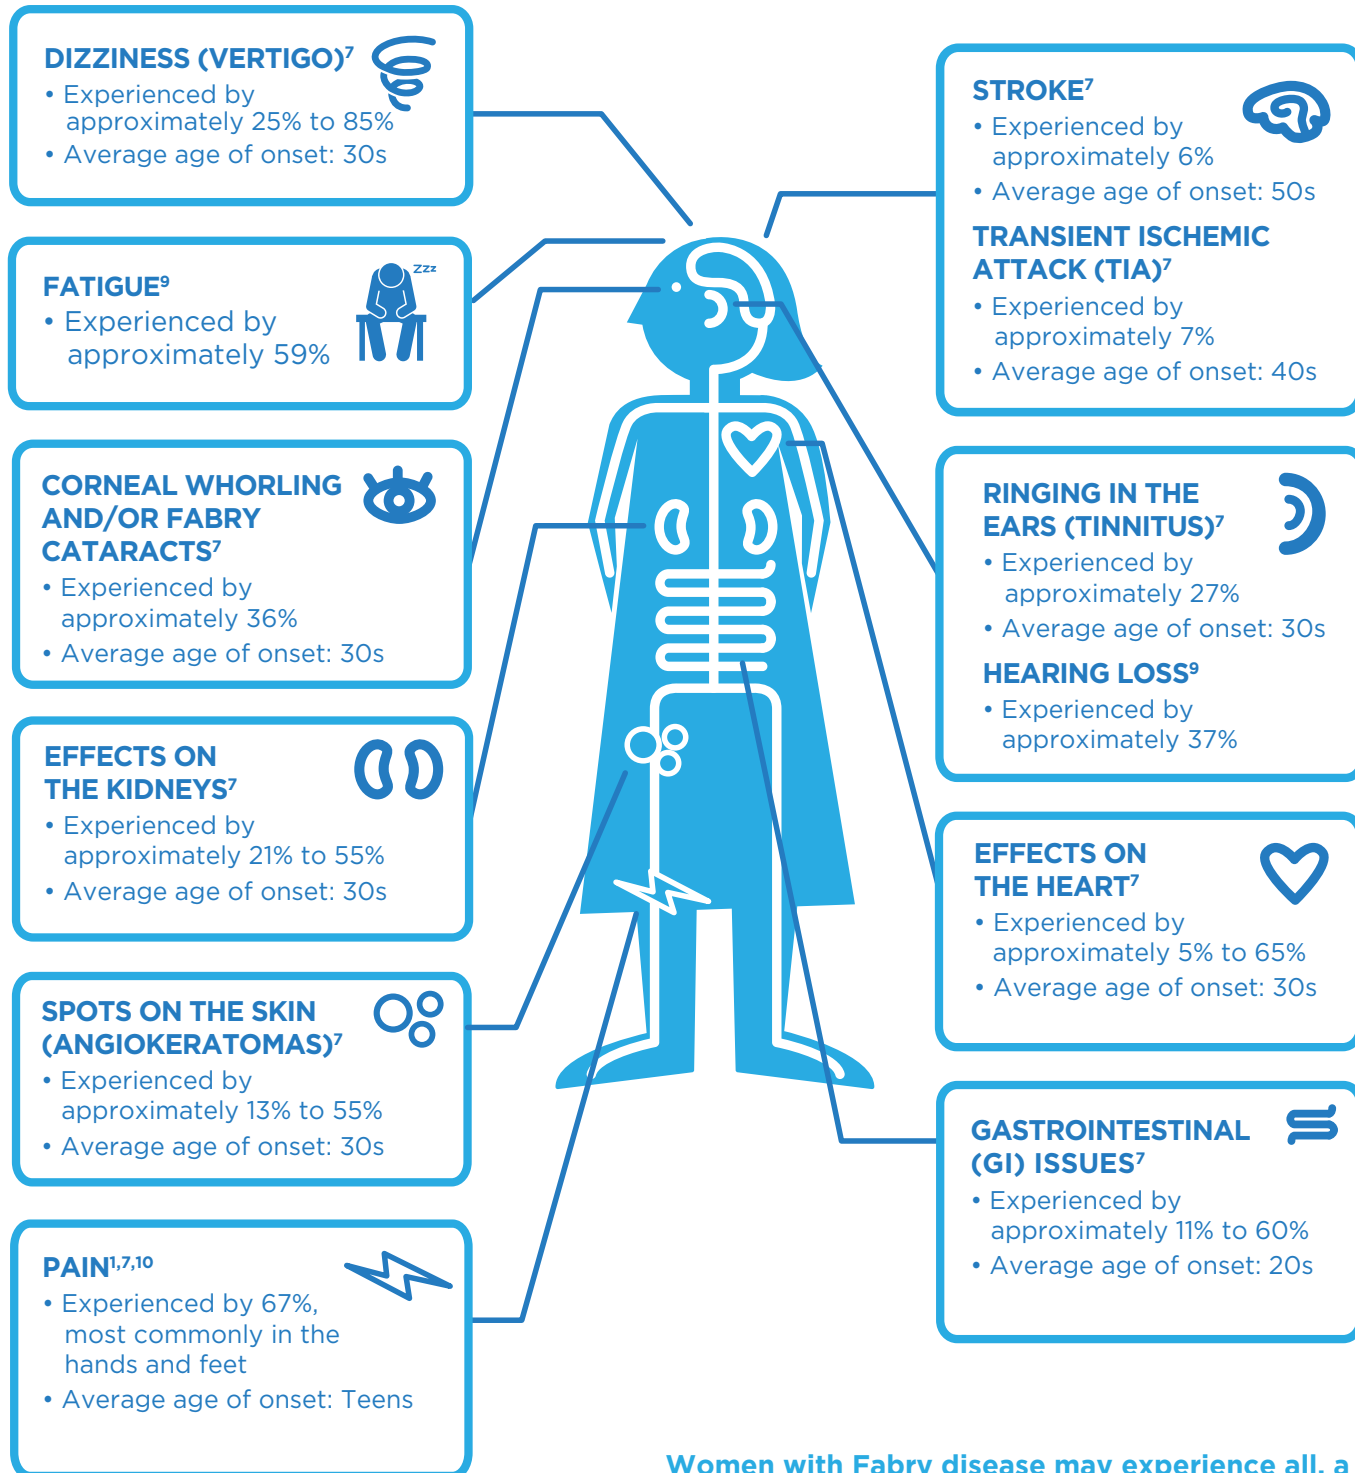 DIZZINESS (VERTIGO)⁷
• Experienced by
approximately 25% to 85%
• Average age of onset: 30s
FATIGUE⁹
• Experienced by
approximately 59%
zzz
CORNEAL WHORLING
AND/OR FABRY
CATARACTS⁷
• Experienced by
approximately 36%
• Average age of onset: 30s
EFFECTS ON
THE KIDNEYS⁷
• Experienced by
approximately 21% to 55%
• Average age of onset: 30s
SPOTS ON THE SKIN
(ANGIOKERATOMAS)⁷
• Experienced by
approximately 13% to 55%
• Average age of onset: 30s
PAIN¹,⁷,¹⁰
• Experienced by 67%,
most commonly in the
hands and feet
• Average age of onset: Teens
STROKE⁷
• Experienced by
approximately 6%
• Average age of onset: 50s
TRANSIENT ISCHEMIC
ATTACK (TIA)⁷
• Experienced by
approximately 7%
• Average age of onset: 40s
RINGING IN THE
EARS (TINNITUS)⁷
• Experienced by
approximately 27%
• Average age of onset: 30s
HEARING LOSS⁹
• Experienced by
approximately 37%
EFFECTS ON
THE HEART⁷
• Experienced by
approximately 5% to 65%
• Average age of onset: 30s
GASTROINTESTINAL
(GI) ISSUES⁷
• Experienced by
approximately 11% to 60%
• Average age of onset: 20s
Women with Fabry disease may experience all, a